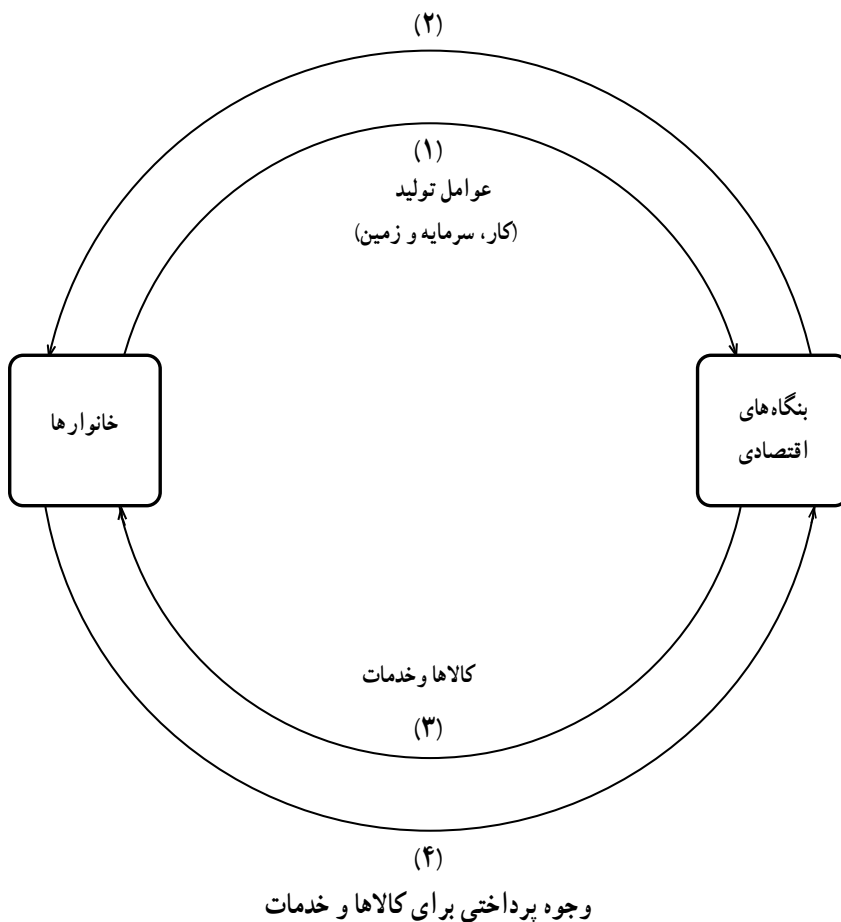 (۲)
(۱)
عوامل تولید
(کار، سرمایه و زمین)
بنگاه‌های
اقتصادی
خانوارها
کالاها و خدمات
(۳)
(۴)
وجوه پرداختی برای کالاها و خدمات